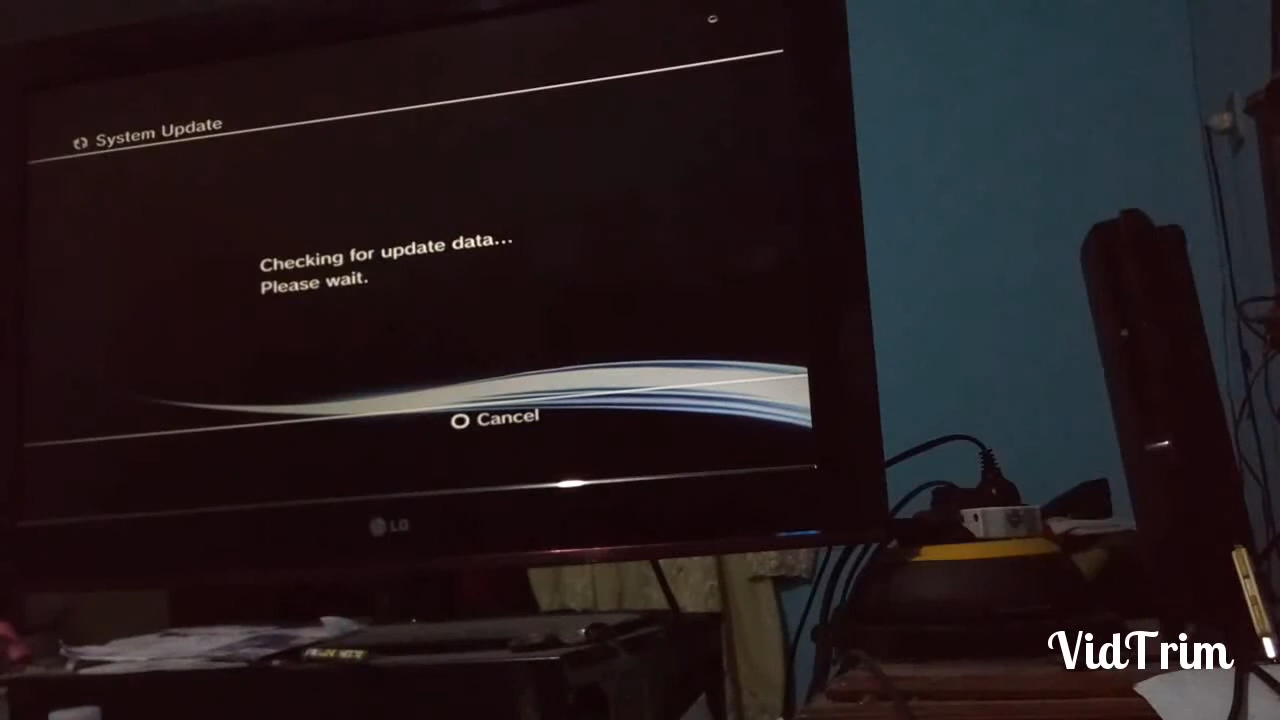 System Update
Checking for update data...
Please wait.
Cancel
LG
VidTrim